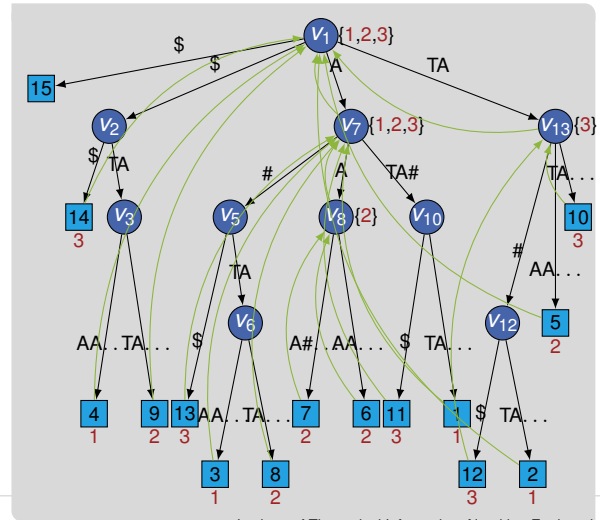 v1 {1,2,3}
$
$
A
TA
15
v2
v7 {1,2,3}
v13 {3}
$
TA
#
A
TA#
TA...
14
3
v3
v5
v8 {2}
v10
10
3
#
AA...
TA
v6
v12
5
2
AA...
TA...
$
A#...
AA...
$
TA...
4
1
9
2
13
3
AA...
TA...
7
2
6
2
11
3
1
1
$
TA...
3
1
8
2
12
3
2
1